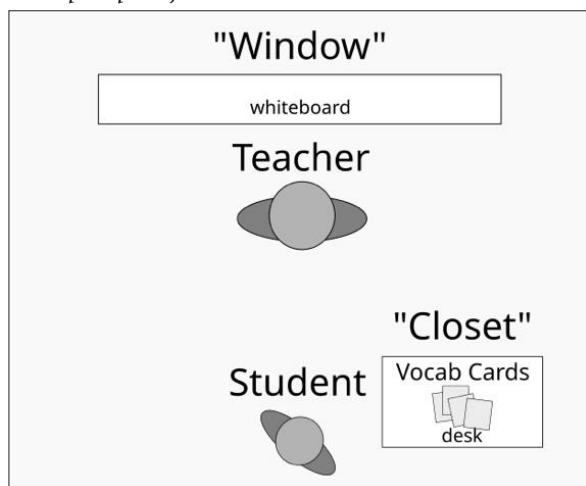 "Window"
whiteboard
Teacher
"Closet"
Vocab Cards
Student
desk